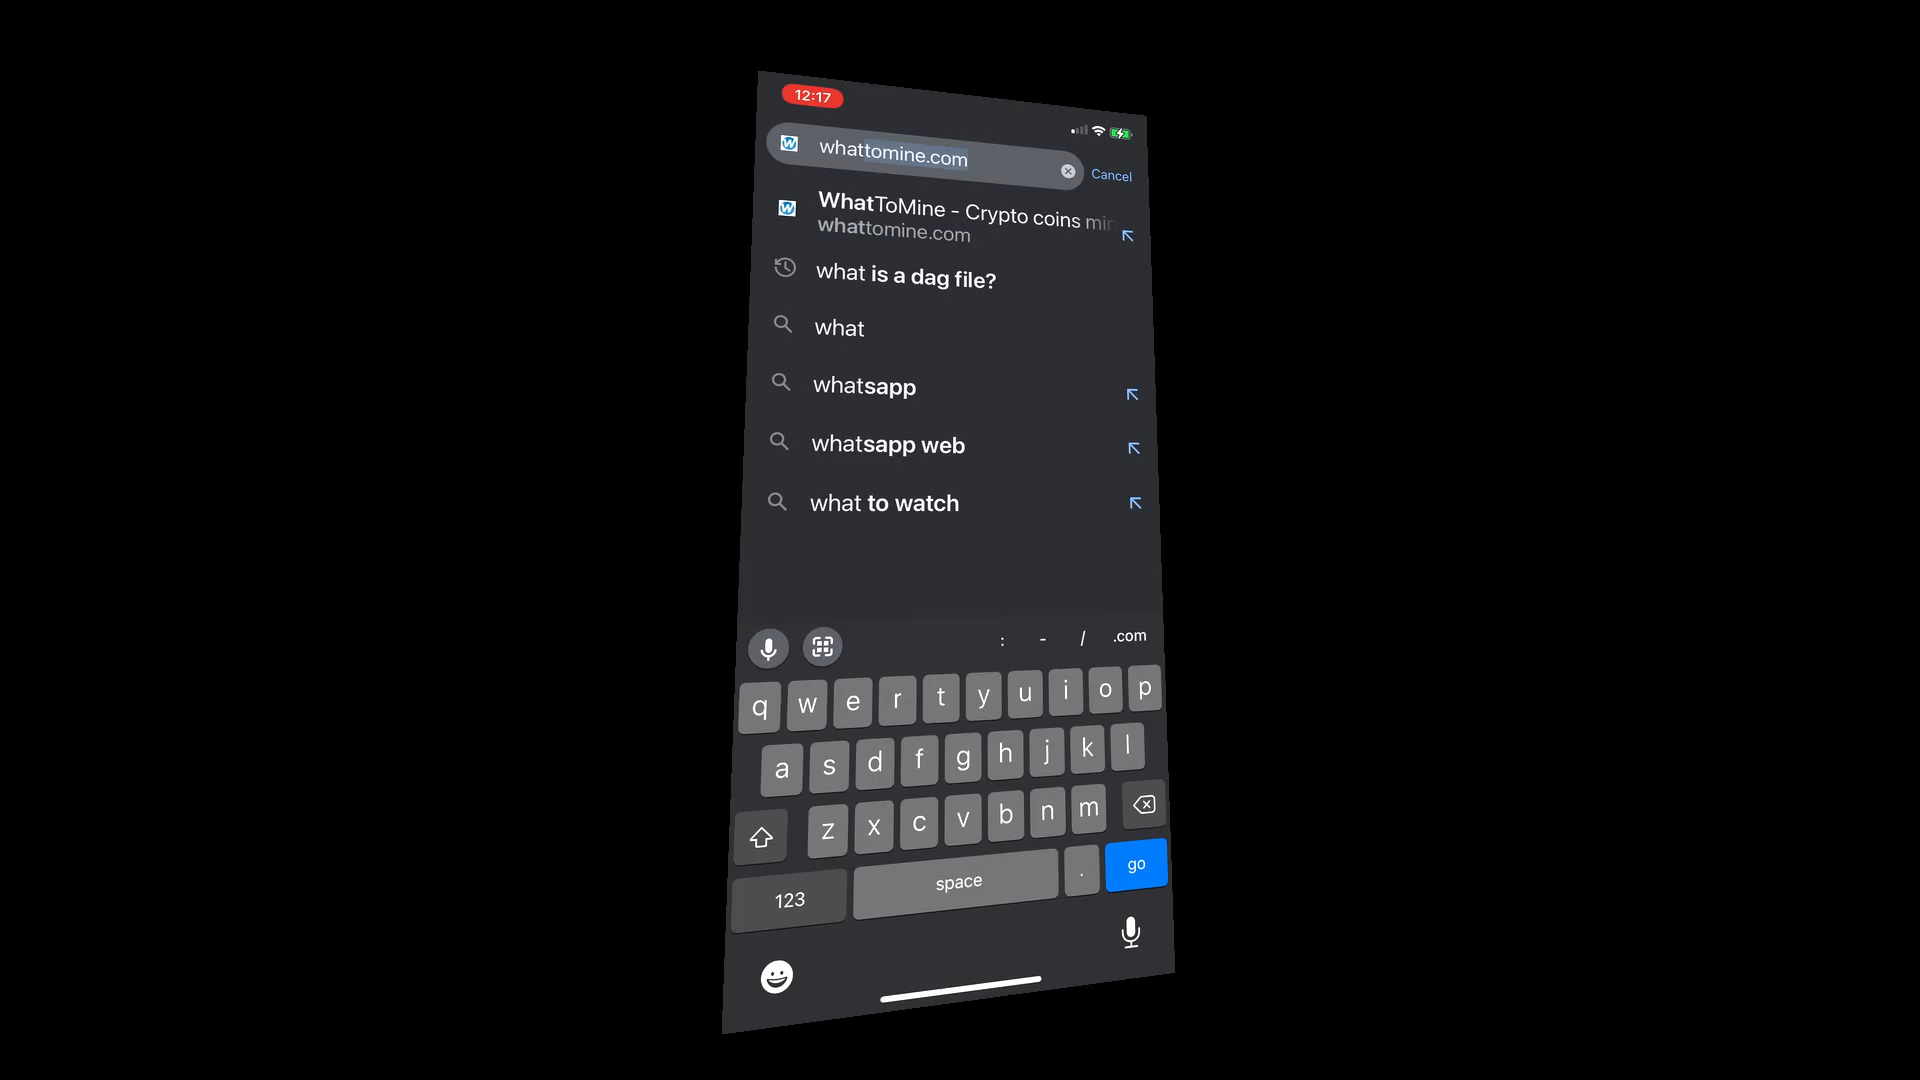 12:17
whattomine.com
Cancel
WhatToMine - Crypto coins min
whattomine.com
what is a dag file?
what
whatsapp
whatsapp web
what to watch
: - / .com
q w e r t y u i o p
a s d f g h j k l
z x c v b n m
123 space . go